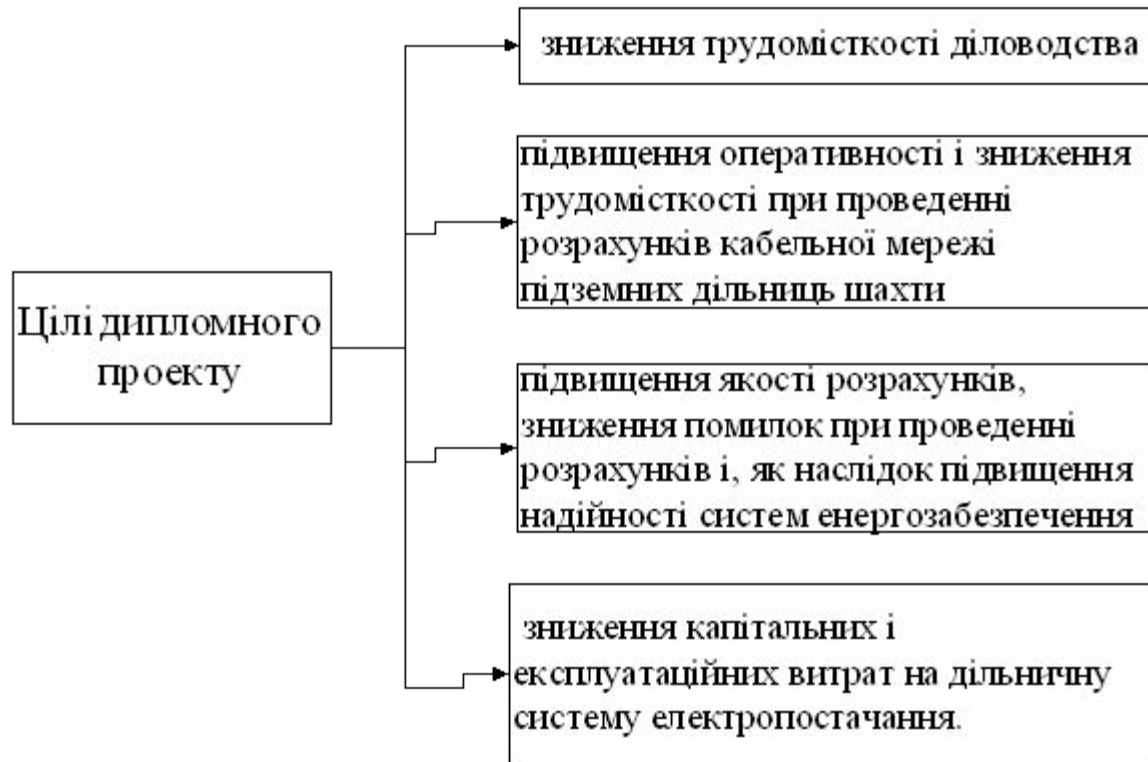 зниження трудомісткості діловодства
підвищення оперативності і зниження
трудомісткості при проведенні
розрахунків кабельної мережі
підземних дільниць шахти
Цілі дипломного
проекту
підвищення якості розрахунків,
зниження помилок при проведенні
розрахунків і, як наслідок підвищення
надійності систем енергозабезпечення
зниження капітальних і
експлуатаційних витрат на дільничну
систему електропостачання.